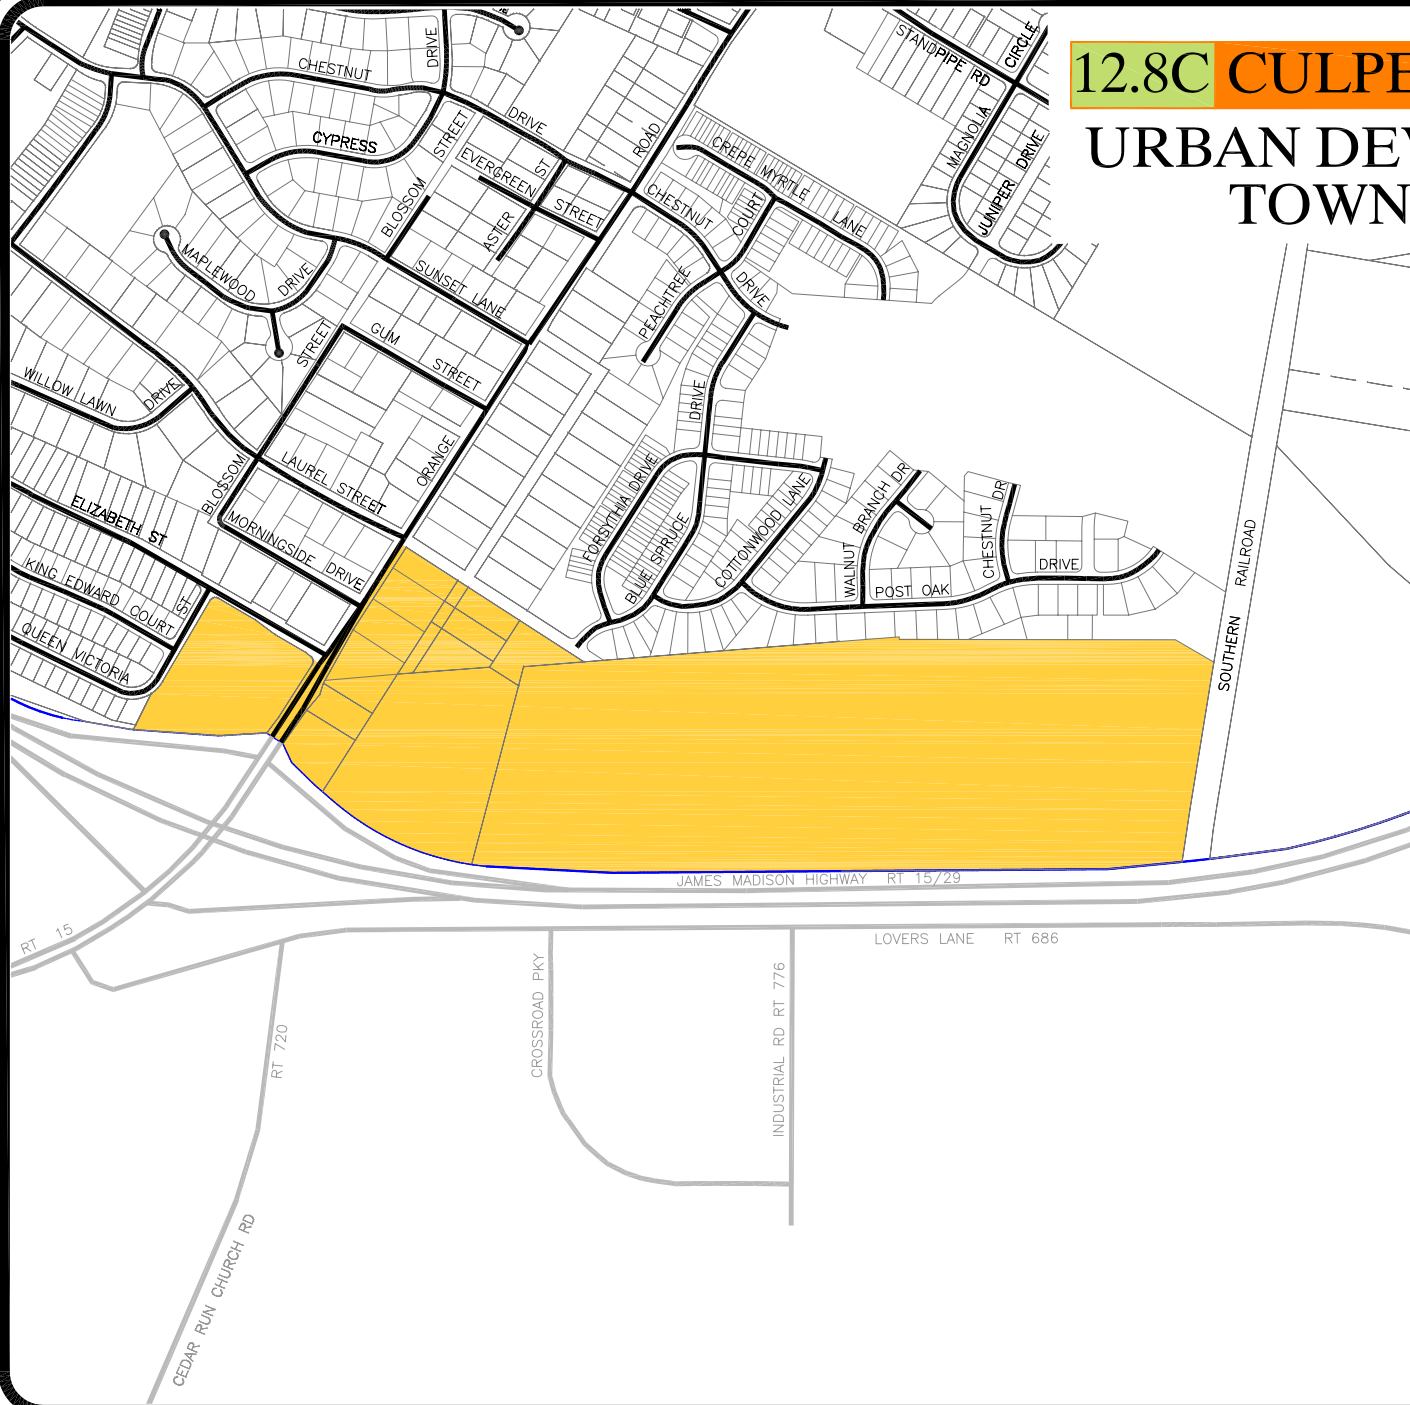 12.8C CULPE
URBAN DEV
TOWN
STANDPIPE RD
CIRCLE
MAGNOLIA
JUNIPER DRIVE
CHESTNUT
DRIVE
CYPRESS
STREET
BLOSSOM
EVERGREEN
STREET
ST
ASTER
DRIVE
ROAD
CREPE MYRTLE LANE
CHESTNUT
COURT
DRIVE
PEACHTREE
MAPLEWOOD
DRIVE
SUNSET LANE
GUM STREET
STREET
BLOSSOM
WILLOW LAWN
DRIVE
LAUREL STREET
ORANGE
MORNINGSIDE DRIVE
ELIZABETH ST
KING EDWARD COURT
ST
QUEEN VICTORIA
DRIVE
FORSYTHIA DRIVE
BLUE SPRUCE
COTTONWOOD LANE
WALNUT BRANCH DR
POST OAK
CHESTNUT DR
DRIVE
SOUTHERN RAILROAD
JAMES MADISON HIGHWAY RT 15/29
LOVERS LANE RT 686
RT 15
RT 720
CROSSROAD PKY
INDUSTRIAL RD RT 776
CEDAR RUN CHURCH RD